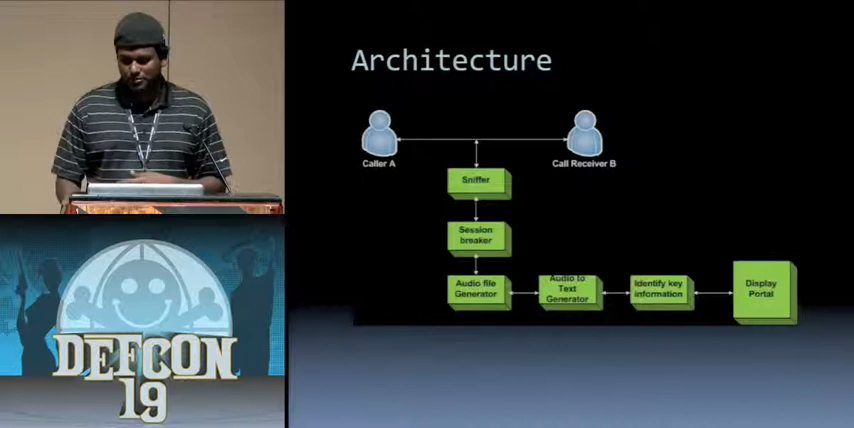 Architecture
Caller A
Call Receiver B
Sniffer
Session
breaker
Audio file
Generator
Audio to
Text
Generator
Identify key
information
Display
Portal
DEFCON
19